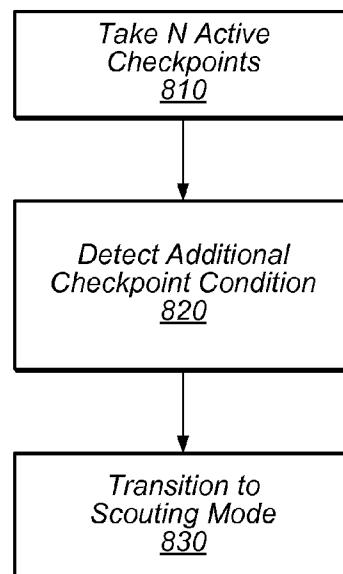 Take N Active
Checkpoints
810
Detect Additional
Checkpoint Condition
820
Transition to
Scouting Mode
830